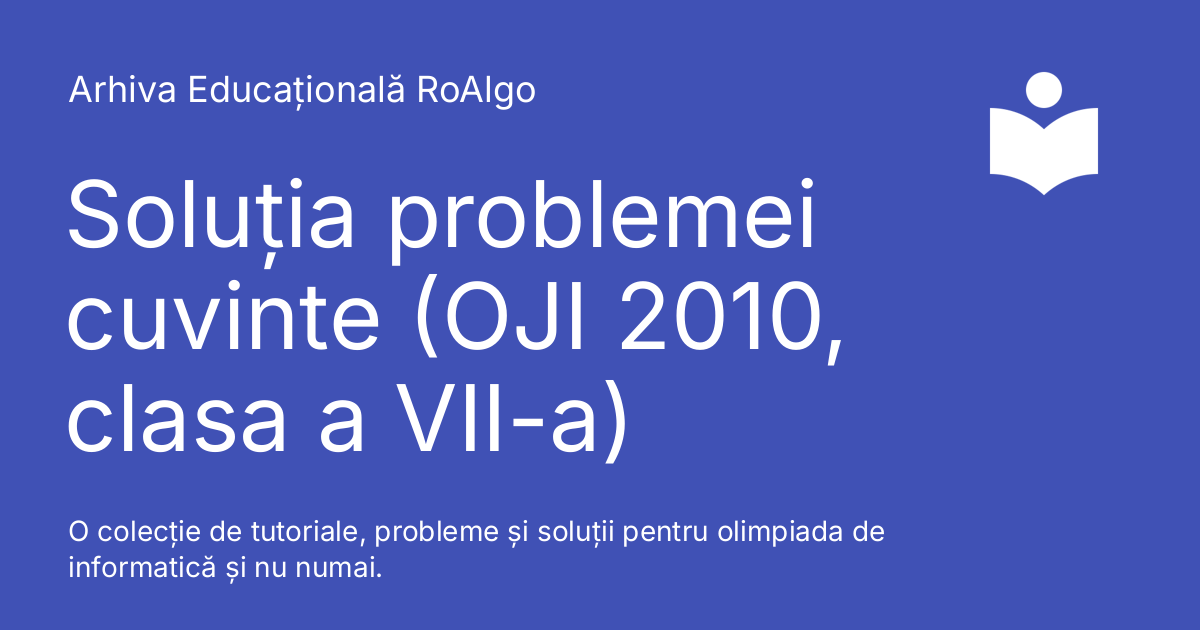 Arhiva Educațională RoAlgo
Soluția problemei
cuvinte (OJI 2010,
clasa a VII-a)
O colecție de tutoriale, probleme și soluții pentru olimpiada de
informatică și nu numai.